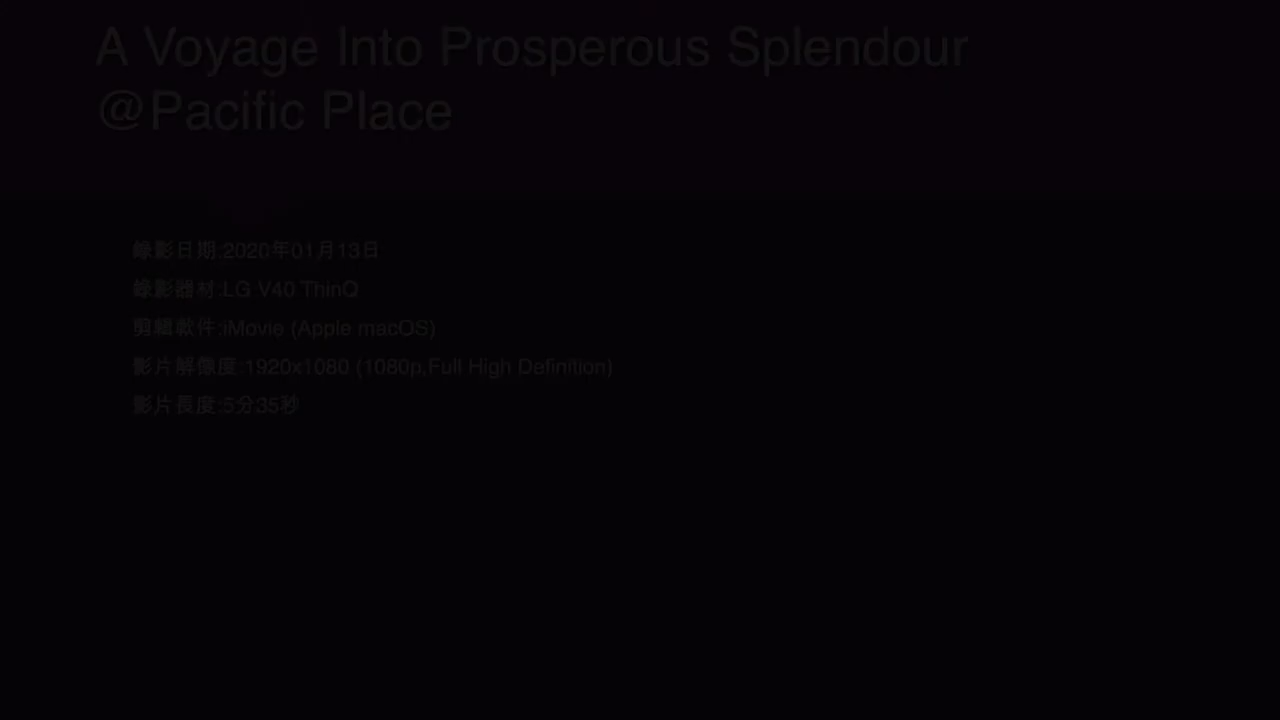 A Voyage Into Prosperous Splendour
@Pacific Place
錄影日期:2020年01月13日
錄影器材:LG V40 ThinQ
剪輯軟件:iMovie (Apple macOS)
影片解像度:1920x1080 (1080p,Full High Definition)
影片長度:5分35秒